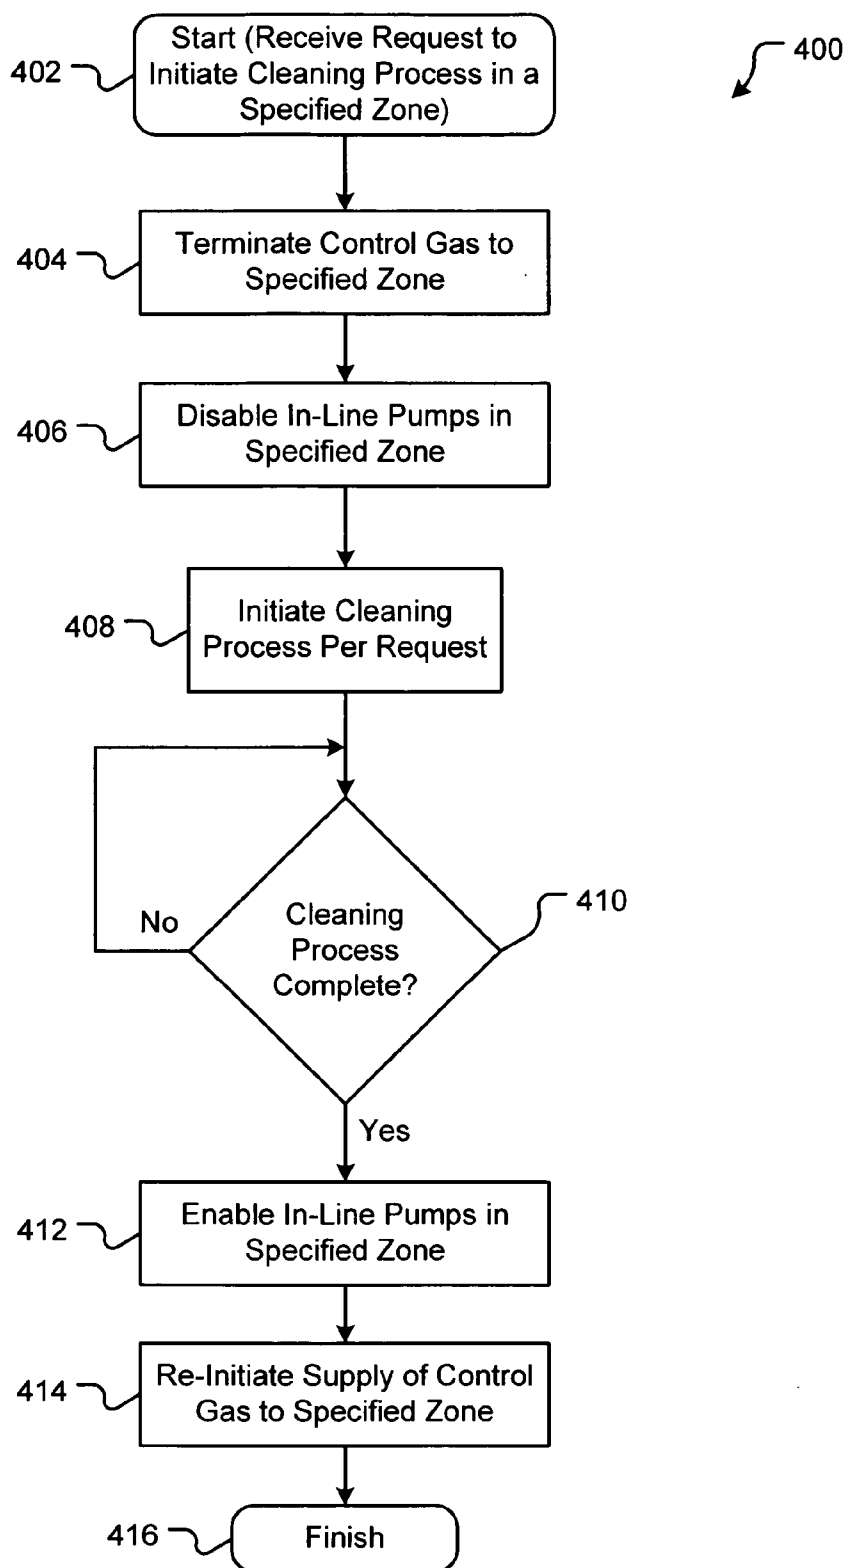 400
402
Start (Receive Request to
Initiate Cleaning Process in a
Specified Zone)
404
Terminate Control Gas to
Specified Zone
406
Disable In-Line Pumps in
Specified Zone
408
Initiate Cleaning
Process Per Request
410
Cleaning
Process
Complete?
No
Yes
412
Enable In-Line Pumps in
Specified Zone
414
Re-Initiate Supply of Control
Gas to Specified Zone
416
Finish